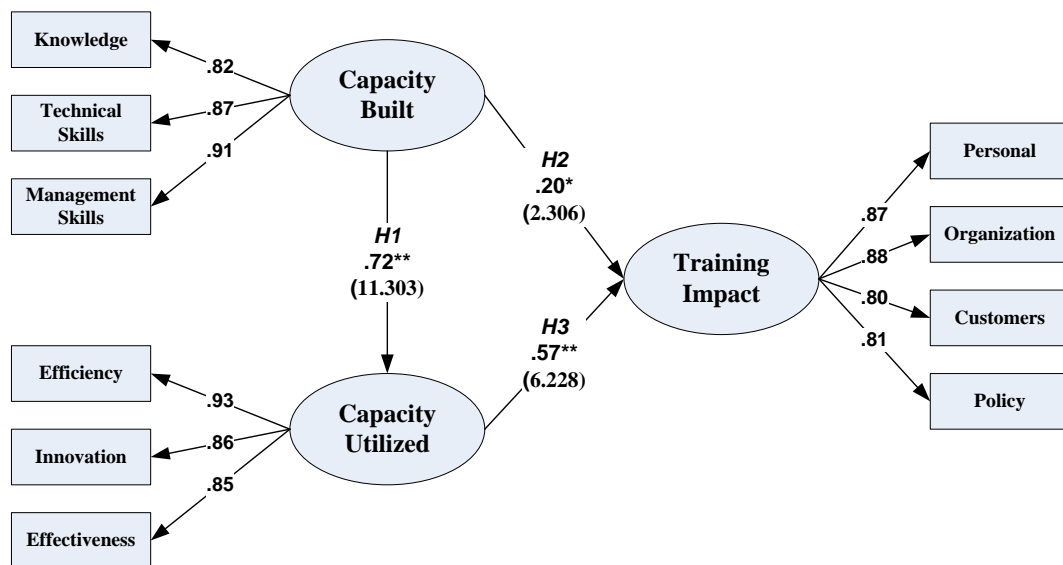 Knowledge
.82
Technical
Skills
.87
Management
Skills
.91
Capacity
Built
H1
.72**
(11.303)
H2
.20*
(2.306)
Efficiency
.93
Innovation
.86
Effectiveness
.85
Capacity
Utilized
H3
.57**
(6.228)
Training
Impact
Personal
.87
Organization
.88
Customers
.80
Policy
.81